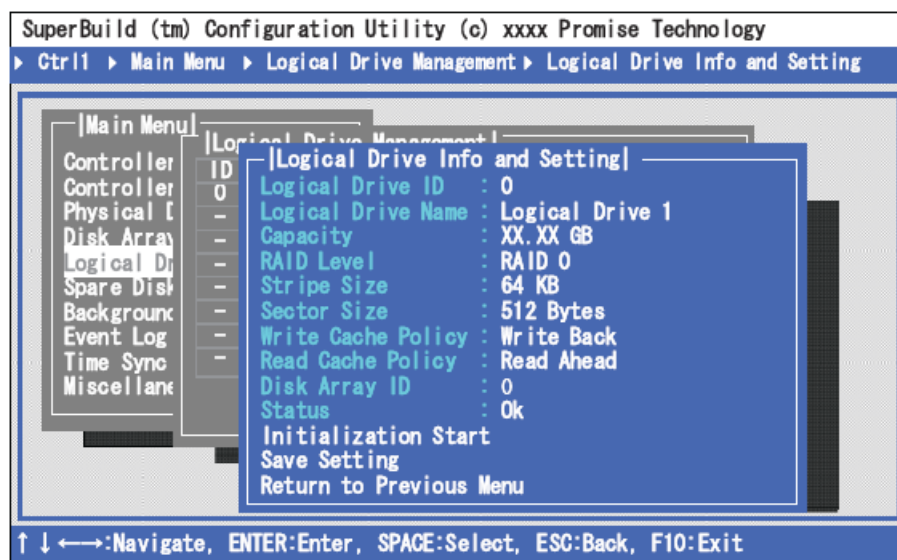 SuperBuild (tm) Configuration Utility (c) xxxx Promise Technology
▶ Ctrl1 ▶ Main Menu ▶ Logical Drive Management ▶ Logical Drive Info and Setting
|Main Menu|
Controller
Controller
Physical
Disk Array
Logical
Spare Disk
Background
Event Log
Time Sync
|Logical Drive Management|
ID
0
-
-
-
-
-
-
-
|Logical Drive Info and Setting|
Logical Drive ID : 0
Logical Drive Name : Logical Drive 1
Capacity : XX.XX GB
RAID Level : RAID 0
Stripe Size : 64 KB
Sector Size : 512 Bytes
Write Cache Policy : Write Back
Read Cache Policy : Read Ahead
Disk Array ID : 0
Status : Ok
Initialization Start
Save Setting
Return to Previous Menu
↑↓←→:Navigate, ENTER:Enter, SPACE:Select, ESC:Back, F10:Exit